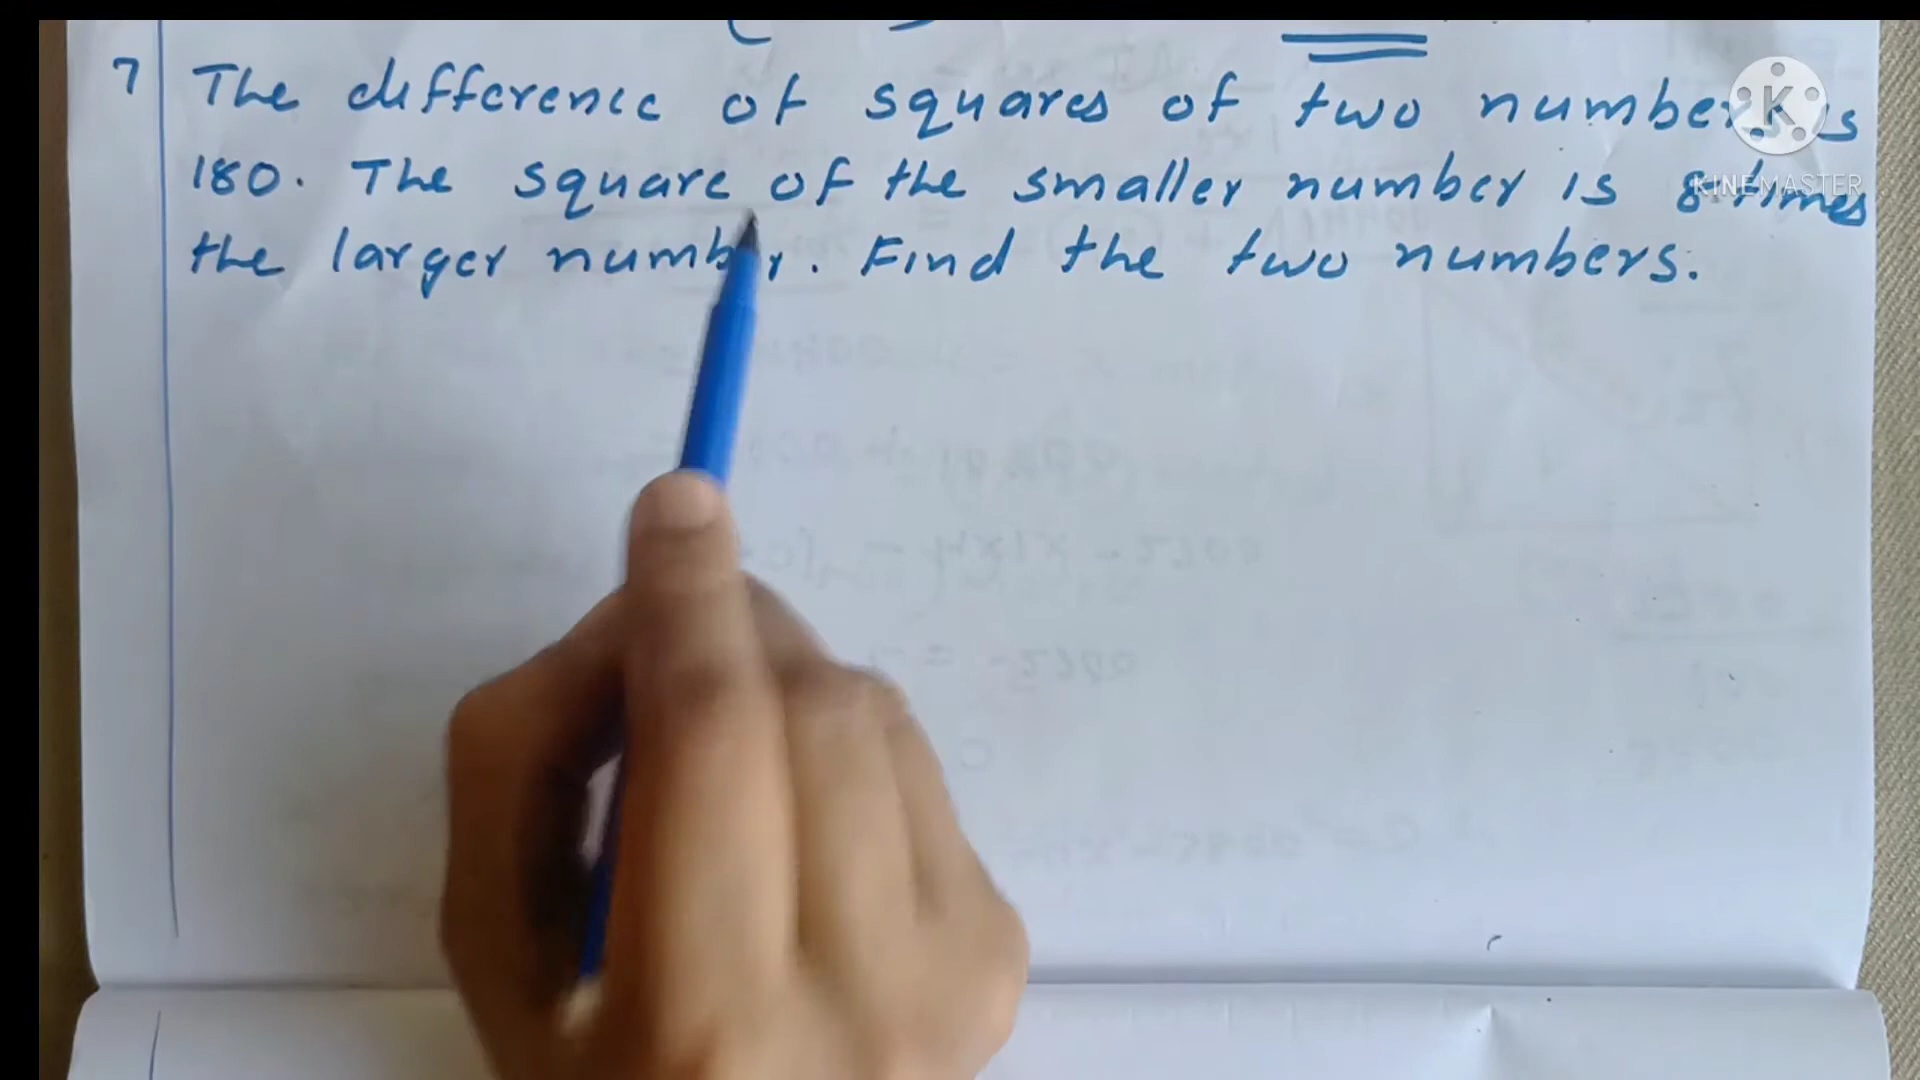 7 The difference of squares of two numbers is
180. The square of the smaller number is 8 times
the larger number. Find the two numbers.
K
KINEMASTER